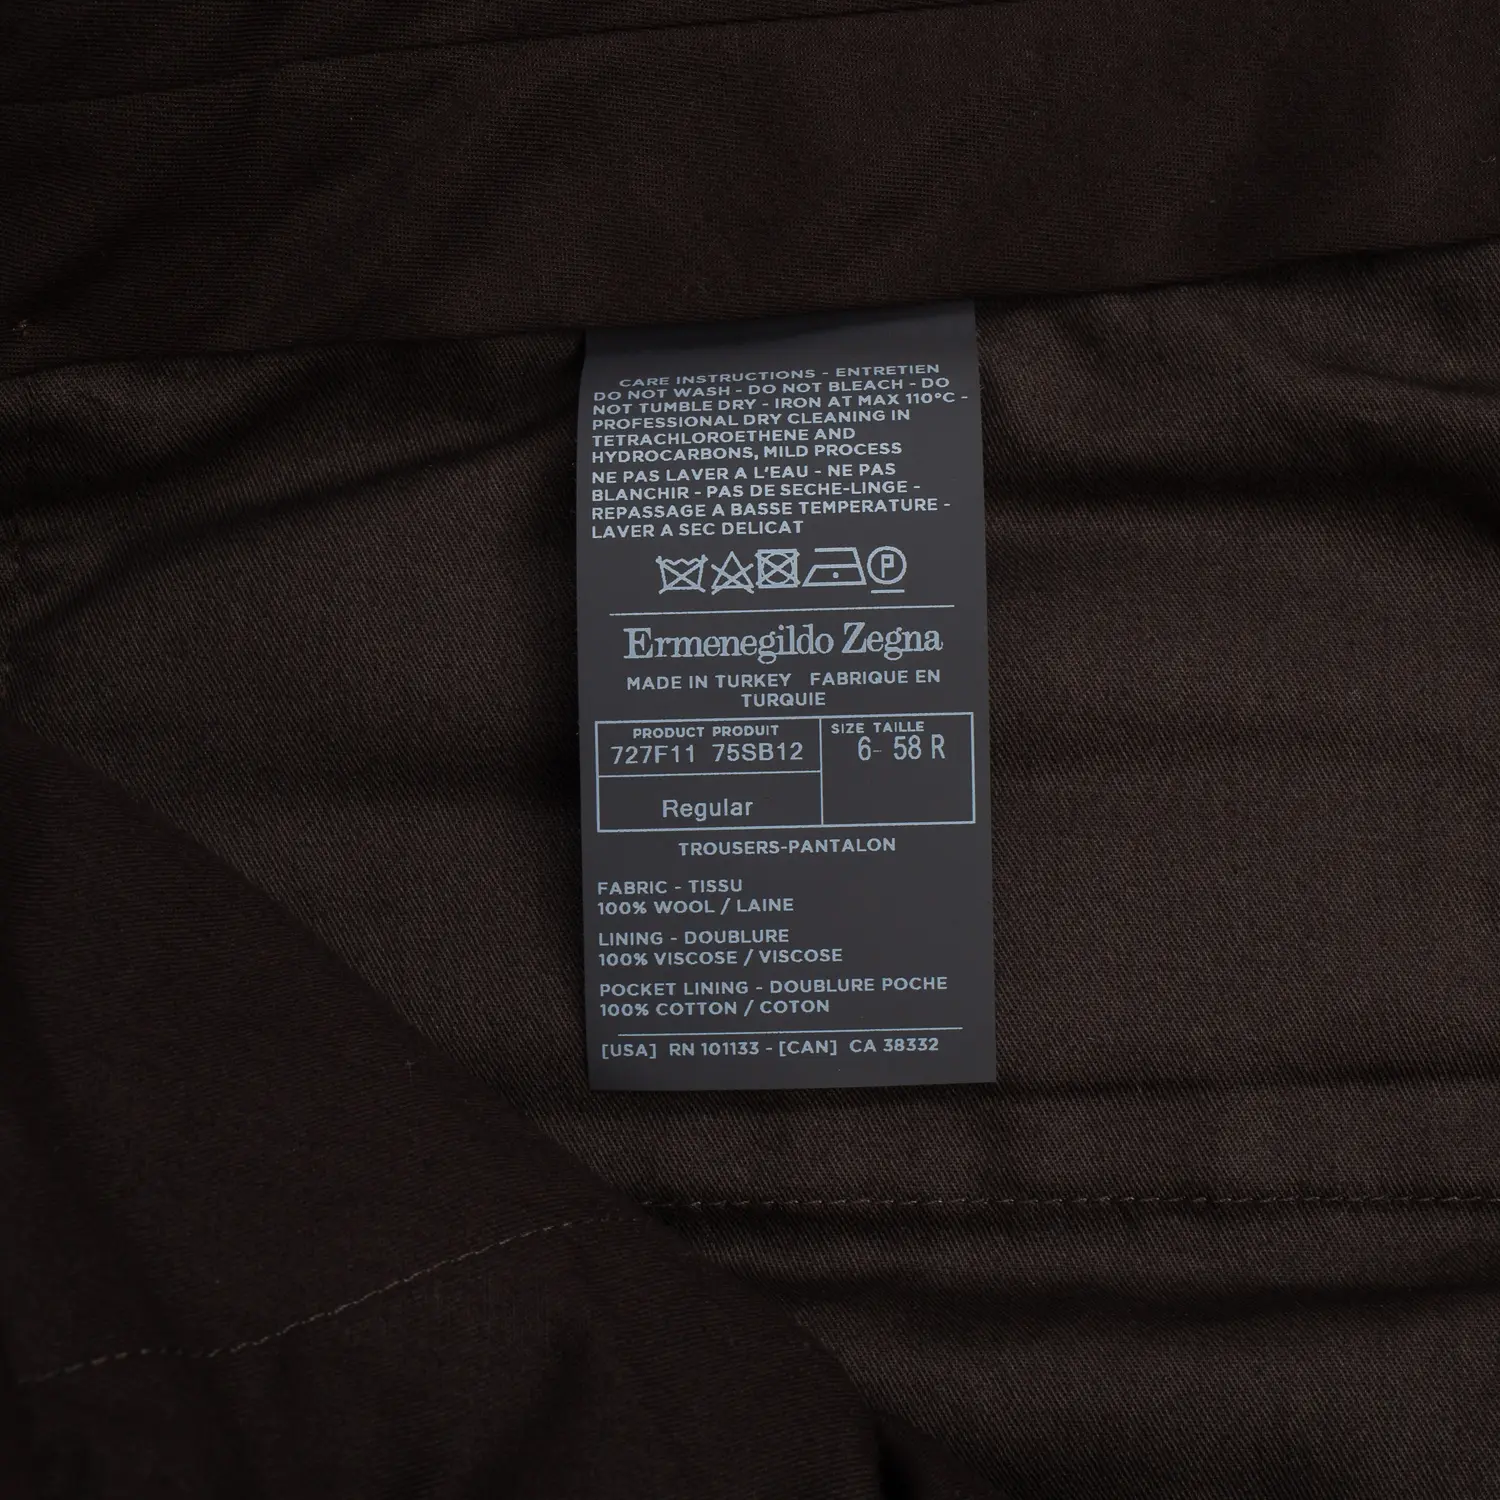 CARE INSTRUCTIONS - ENTRETIEN
DO NOT WASH - DO NOT BLEACH - DO
NOT TUMBLE DRY - IRON AT MAX 110°C -
PROFESSIONAL DRY CLEANING IN
TETRACHLOROETHENE AND
HYDROCARBONS, MILD PROCESS
NE PAS LAVER A L'EAU - NE PAS
BLANCHIR - PAS DE SECHE-LINGE -
REPASSAGE A BASSE TEMPERATURE -
LAVER A SEC DELICAT
P
Ermenegildo Zegna
MADE IN TURKEY FABRIQUE EN
TURQUIE
PRODUCT PRODUIT
727F11 75SB12
SIZE TAILLE
6- 58 R
Regular
TROUSERS-PANTALON
FABRIC - TISSU
100% WOOL / LAINE
LINING - DOUBLURE
100% VISCOSE / VISCOSE
POCKET LINING - DOUBLURE POCHE
100% COTTON / COTON
[USA] RN 101133 - [CAN] CA 38332